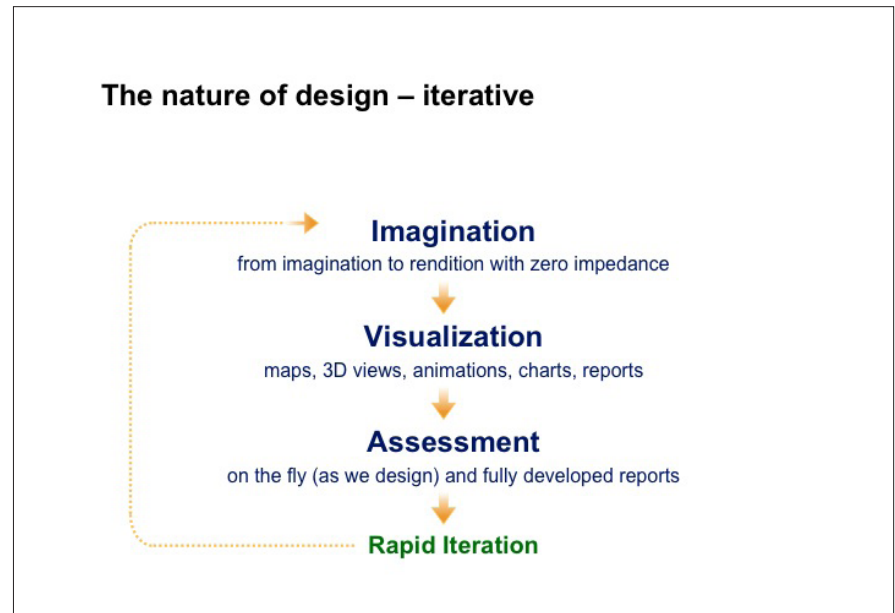 The nature of design – iterative
Imagination
from imagination to rendition with zero impedance
Visualization
maps, 3D views, animations, charts, reports
Assessment
on the fly (as we design) and fully developed reports
Rapid Iteration